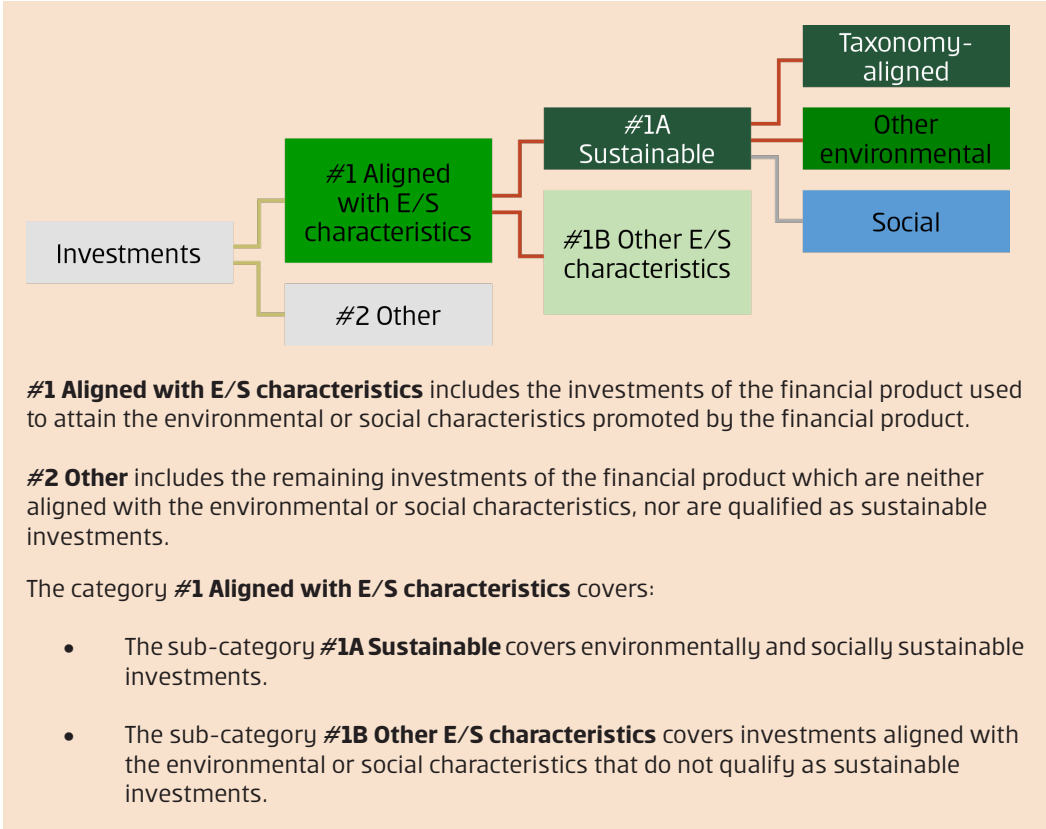 Taxonomy-
aligned
#1A
Sustainable
Other
environmental
#1 Aligned
with E/S
characteristics
Social
#1B Other E/S
characteristics
Investments
#2 Other
#1 Aligned with E/S characteristics includes the investments of the financial product used
to attain the environmental or social characteristics promoted by the financial product.
#2 Other includes the remaining investments of the financial product which are neither
aligned with the environmental or social characteristics, nor are qualified as sustainable
investments.
The category #1 Aligned with E/S characteristics covers:
• The sub-category #1A Sustainable covers environmentally and socially sustainable
investments.
• The sub-category #1B Other E/S characteristics covers investments aligned with
the environmental or social characteristics that do not qualify as sustainable
investments.